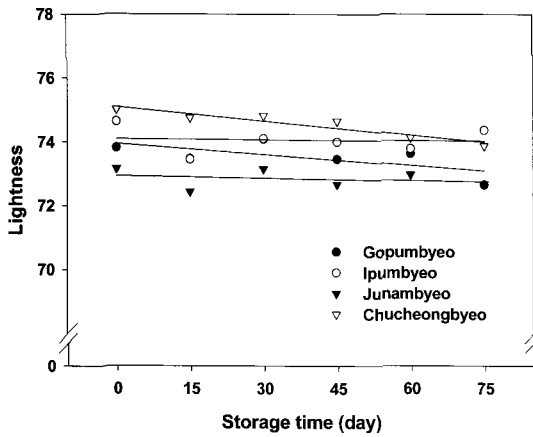 78
76
74
72
70
0
Lightness
Gopumbyeo
Ipumbyeo
Junambyeo
Chucheongbyeo
0 15 30 45 60 75
Storage time (day)